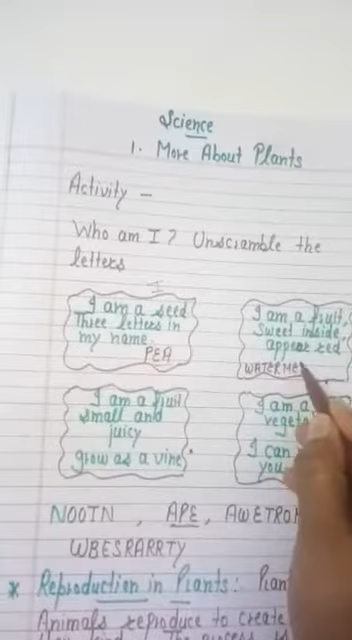 Science
1. More About Plants
Activity –
Who am I? Unscramble the
letters
I am a seed
Three letters in
my name.
PEA
I am a fruit,
Sweet inside
appear red
WATERME
I am a fruit
small and
juicy
grow as a vine
I am a
I can
you
NOOTN , APE, AWETROM
WBESRARRTY
* Reproduction in Plants:
Animals reproduce to create